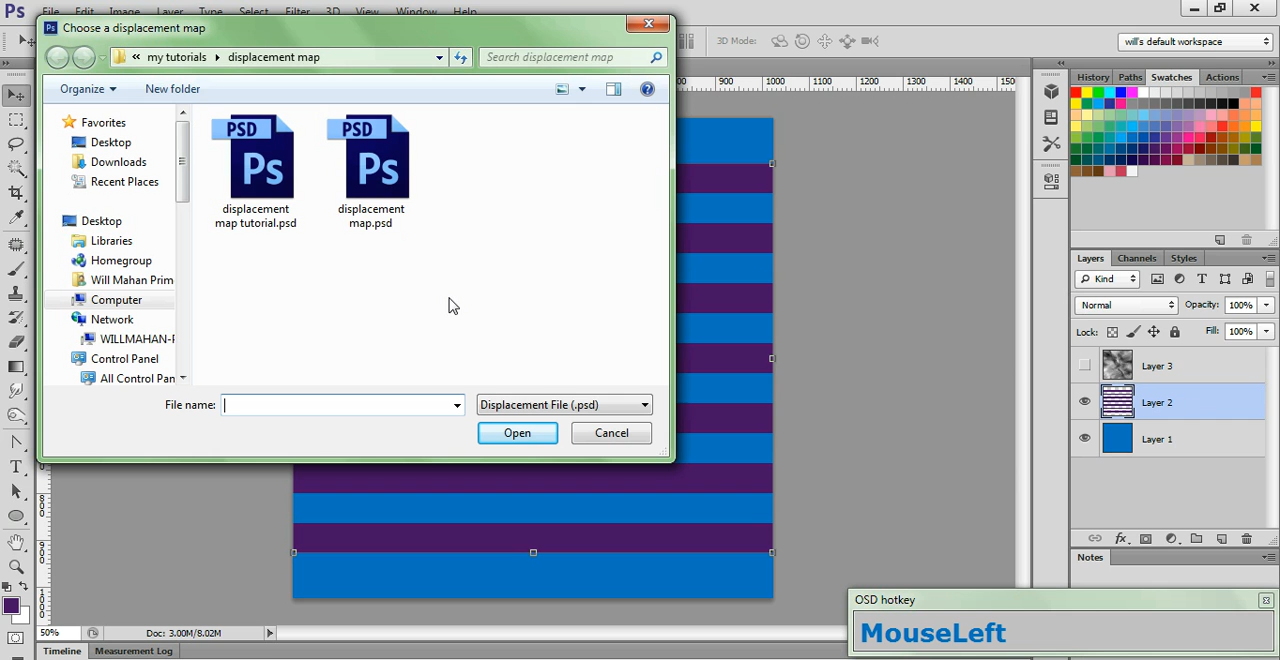 Ps File Edit Image Layer Type Select Filter 3D View Window Help
Choose a displacement map
3D Mode:
will's default workspace
« my tutorials displacement map
Search displacement map
Organize New folder
Favorites
Desktop
Downloads
Recent Places
Desktop
Libraries
Homegroup
Will Mahan Prim
Computer
Network
WILLMAHAN-P
Control Panel
All Control Pan
PSD
Ps
displacement
map tutorial.psd
PSD
Ps
displacement
map.psd
File name:
Displacement File (.psd)
Open Cancel
900 1000 1100 1200 1300 1400
800
900
1000
History Paths Swatches Actions
Layers Channels Styles
Kind
Normal Opacity: 100%
Lock: Fill: 100%
Layer 3
Layer 2
Layer 1
Notes
50% Doc: 3.00M/8.02M
Timeline Measurement Log
OSD hotkey
MouseLeft